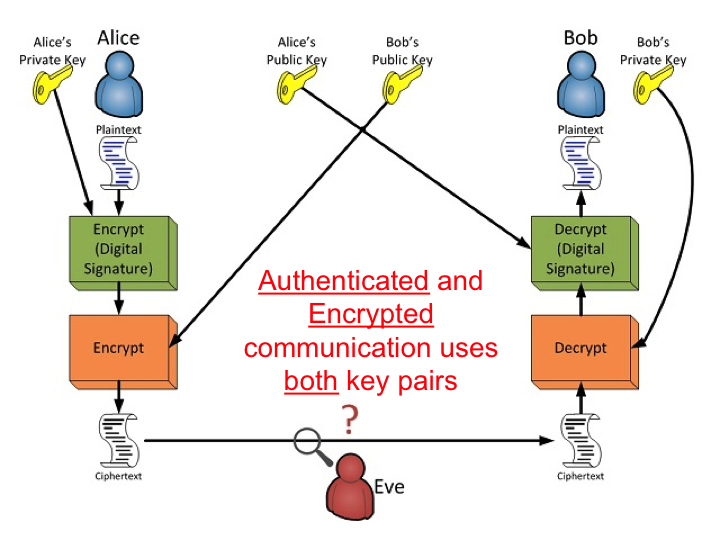 Alice's
Private Key
Alice
Alice's
Public Key
Bob's
Public Key
Bob
Bob's
Private Key
Plaintext
Plaintext
Encrypt
(Digital
Signature)
Decrypt
(Digital
Signature)
Authenticated and
Encrypted
communication uses
both key pairs
Encrypt
Decrypt
?
Ciphertext
Ciphertext
Eve